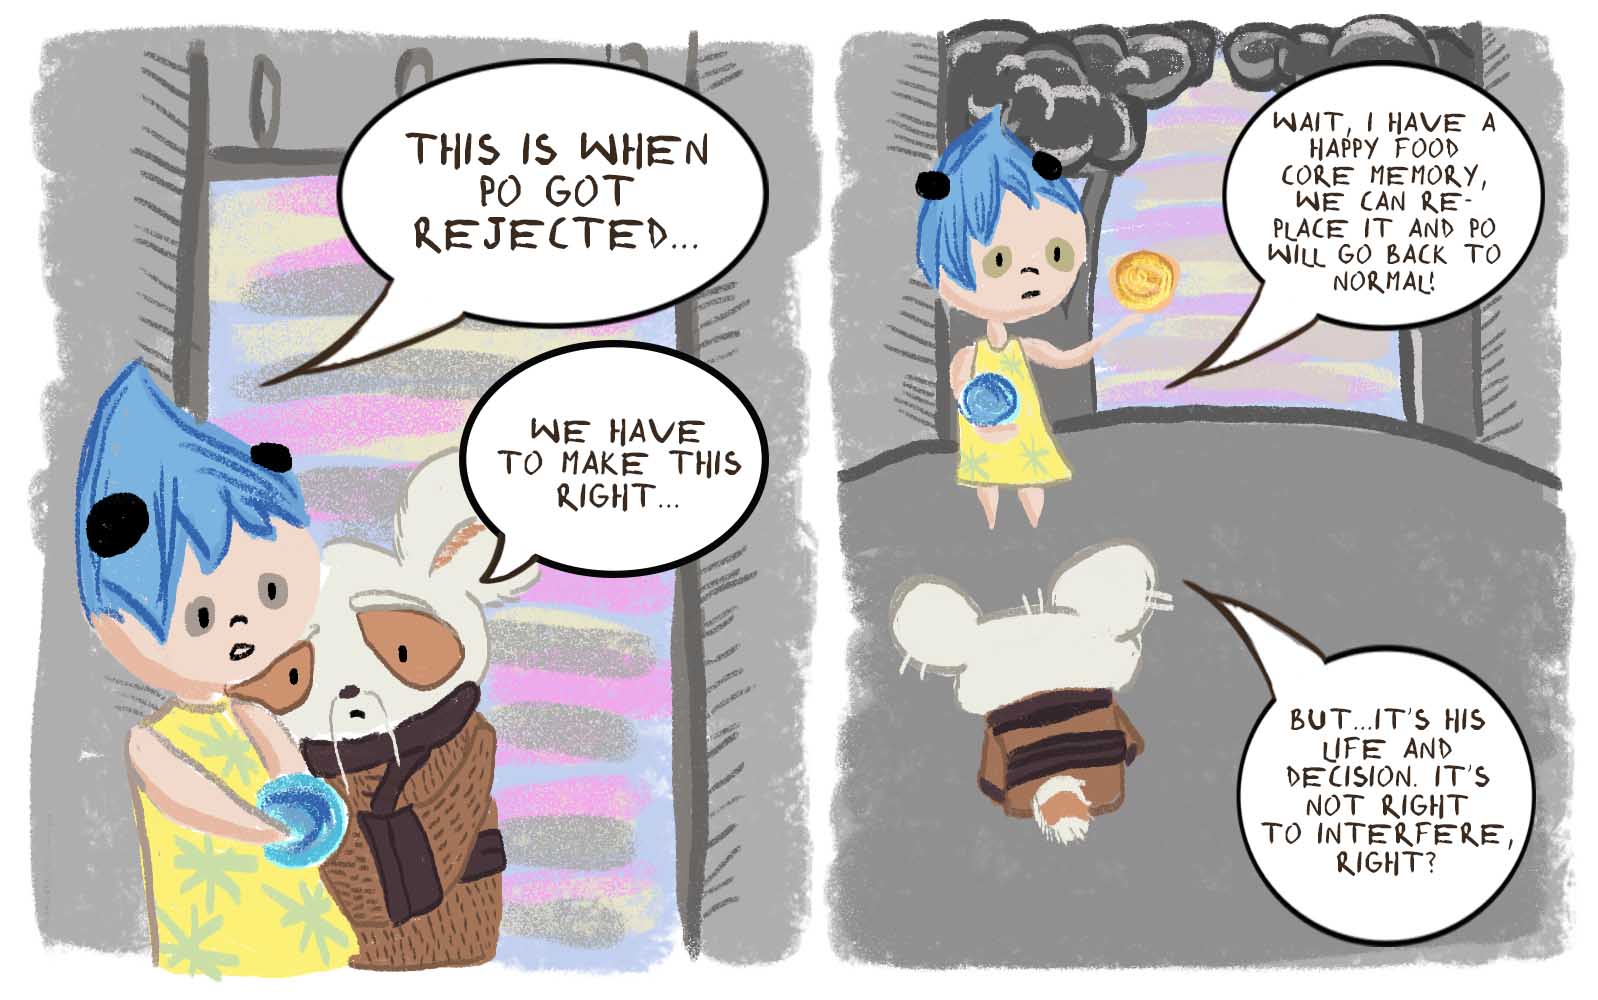 THIS IS WHEN
PO GOT
REJECTED...
WE HAVE
TO MAKE THIS
RIGHT...
WAIT, I HAVE A
HAPPY FOOD
CORE MEMORY,
WE CAN RE-
PLACE IT AND PO
WILL GO BACK TO
NORMAL!
BUT...IT'S HIS
LIFE AND
DECISION. IT'S
NOT RIGHT
TO INTERFERE,
RIGHT?